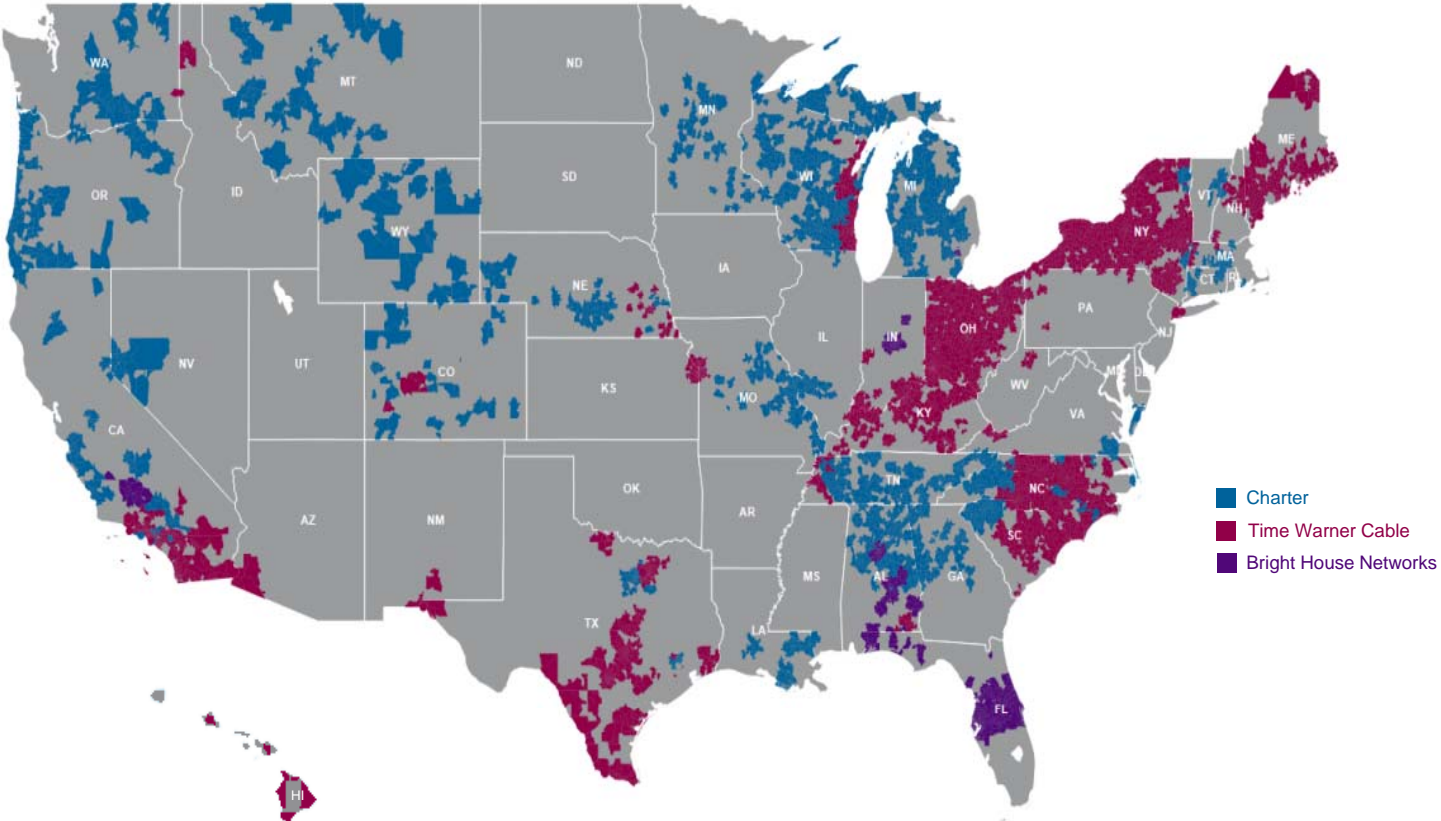 WA
MT
ND
MN
ME
OR
ID
WY
SD
WI
MI
VT
NH
NY
MA
CT
RI
NE
IA
PA
NJ
NV
UT
CO
KS
MO
IL
IN
OH
WV
MD
DE
VA
KY
CA
AZ
NM
OK
AR
TN
NC
SC
MS
AL
GA
TX
LA
FL
HI
Charter
Time Warner Cable
Bright House Networks